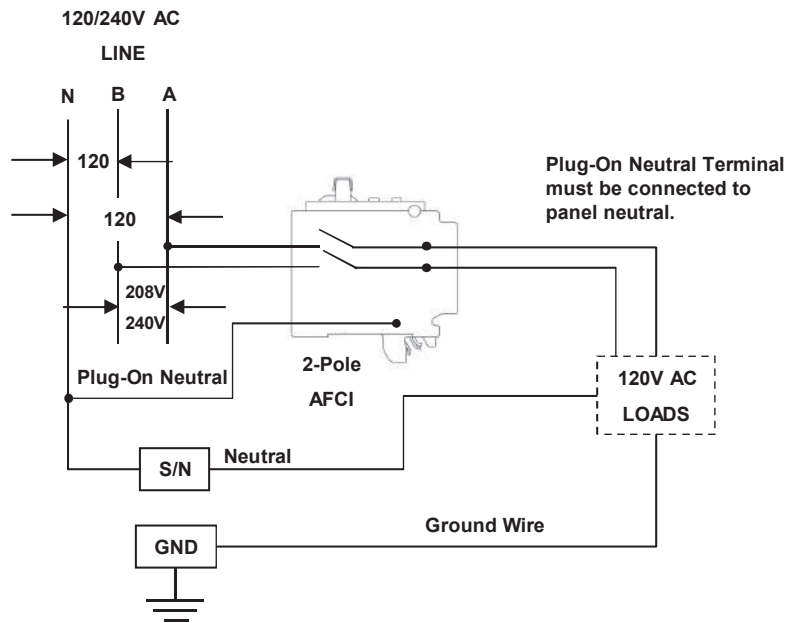 120/240V AC
LINE
N B A
120
120
208V
240V
Plug-On Neutral Terminal
must be connected to
panel neutral.
Plug-On Neutral
2-Pole
AFCI
120V AC
LOADS
S/N
Neutral
Ground Wire
GND